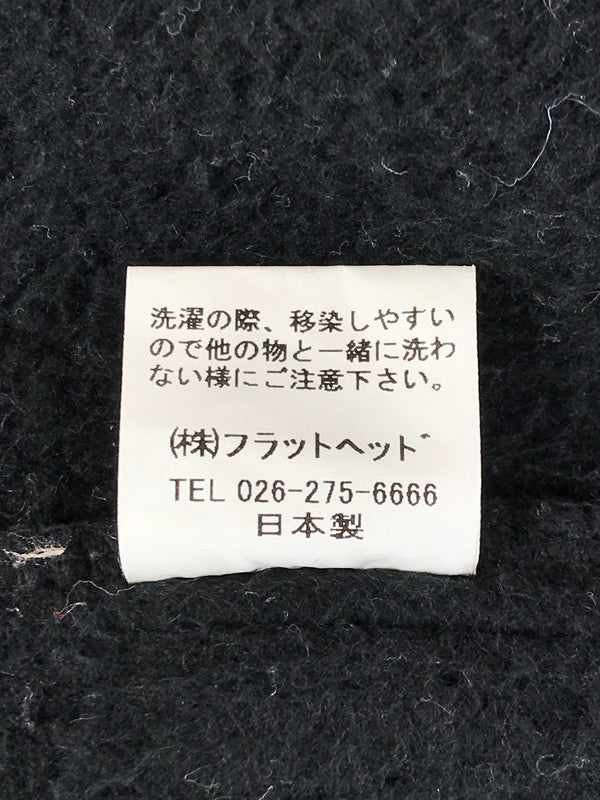 洗濯の際、移染しやすい
ので他の物と一緒に洗わ
ない様にご注意下さい。
(株)フラットヘッド
TEL 026-275-6666
日本製